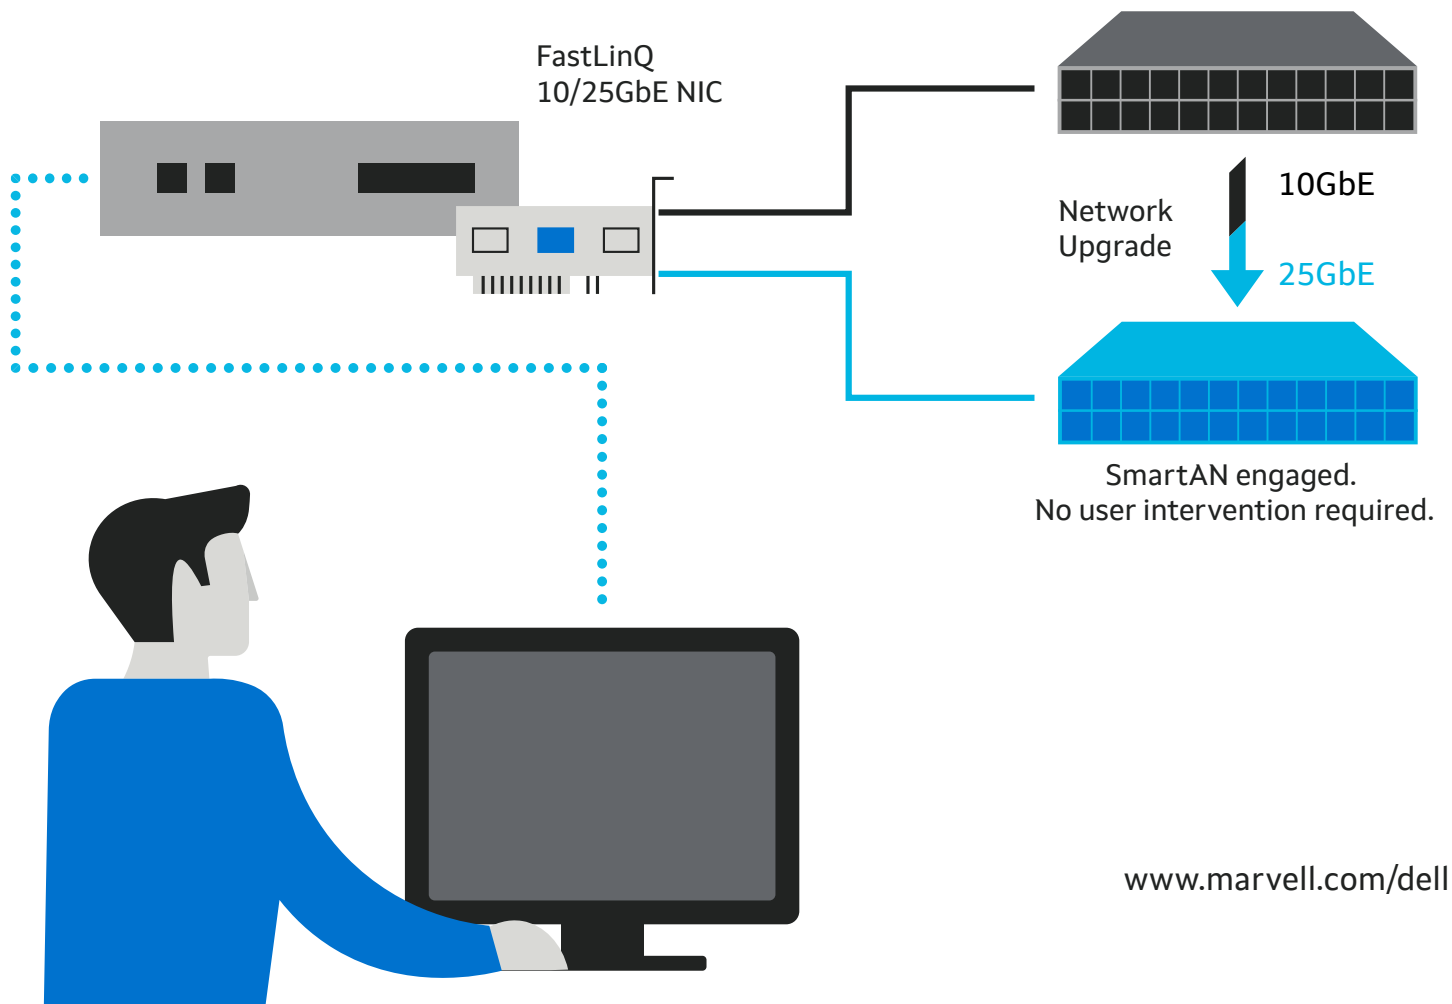 FastLinQ
10/25GbE NIC
10GbE
Network
Upgrade
25GbE
SmartAN engaged.
No user intervention required.
www.marvell.com/dell